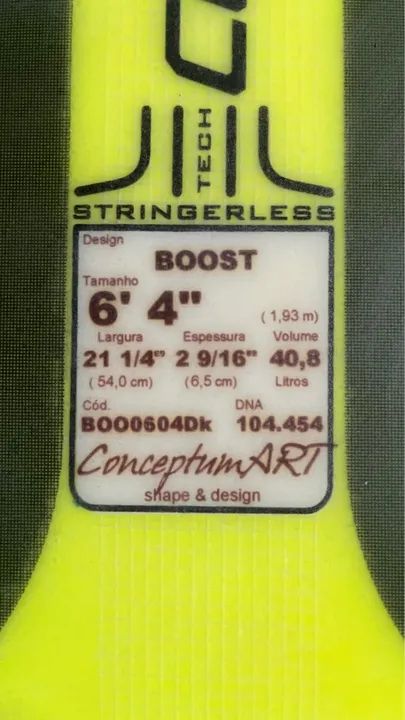 TECH
STRINGERLESS
Design
BOOST
Tamanho
6' 4"
(1,93 m)
Largura Espessura Volume
21 1/4" 2 9/16" 40,8
(54,0 cm) (6,5 cm) Litros
Cód. DNA
BOO0604Dk 104.454
ConceptumART
shape & design